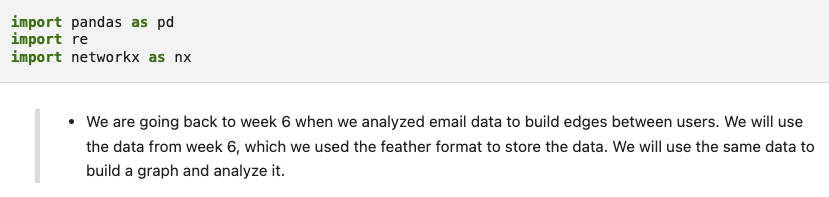 import pandas as pd
import re
import networkx as nx
• We are going back to week 6 when we analyzed email data to build edges between users. We will use
the data from week 6, which we used the feather format to store the data. We will use the same data to
build a graph and analyze it.